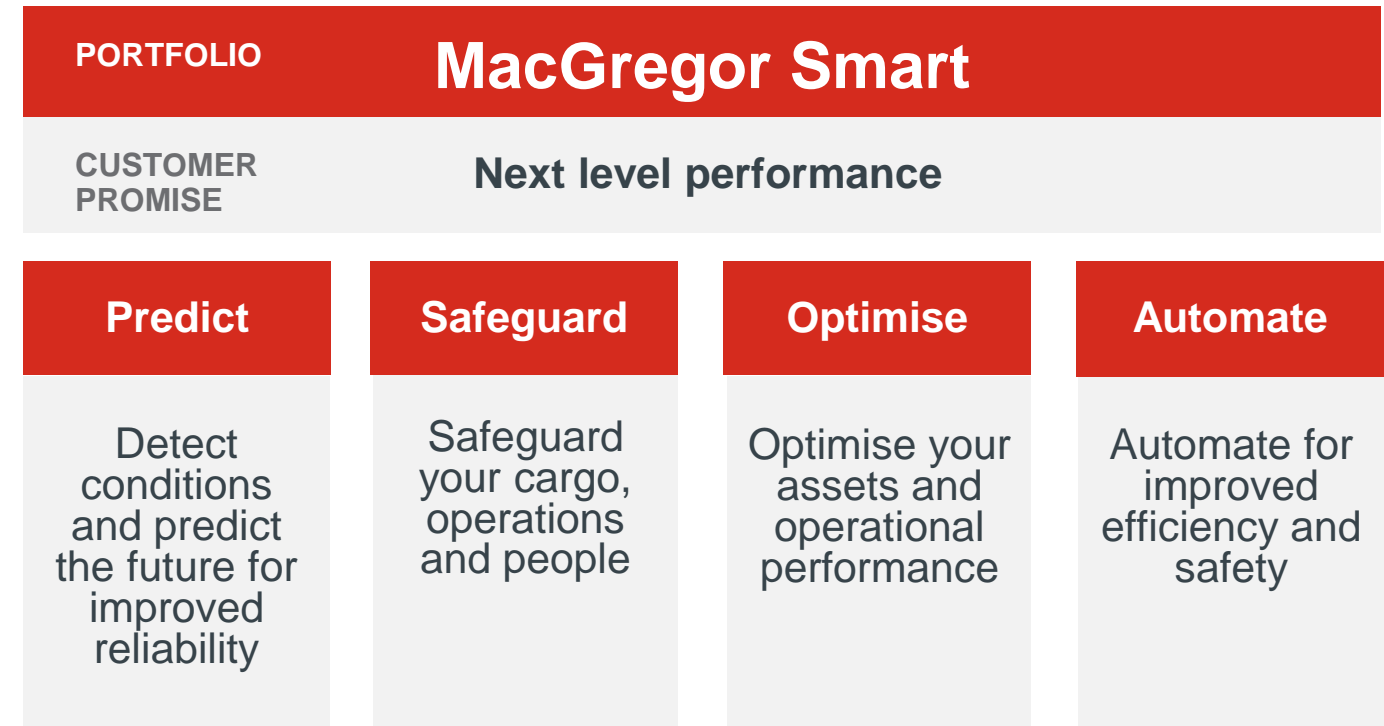 PORTFOLIO
MacGregor Smart
CUSTOMER
PROMISE
Next level performance
Predict
Detect
conditions
and predict
the future for
improved
reliability
Safeguard
Safeguard
your cargo,
operations
and people
Optimise
Optimise your
assets and
operational
performance
Automate
Automate for
improved
efficiency and
safety